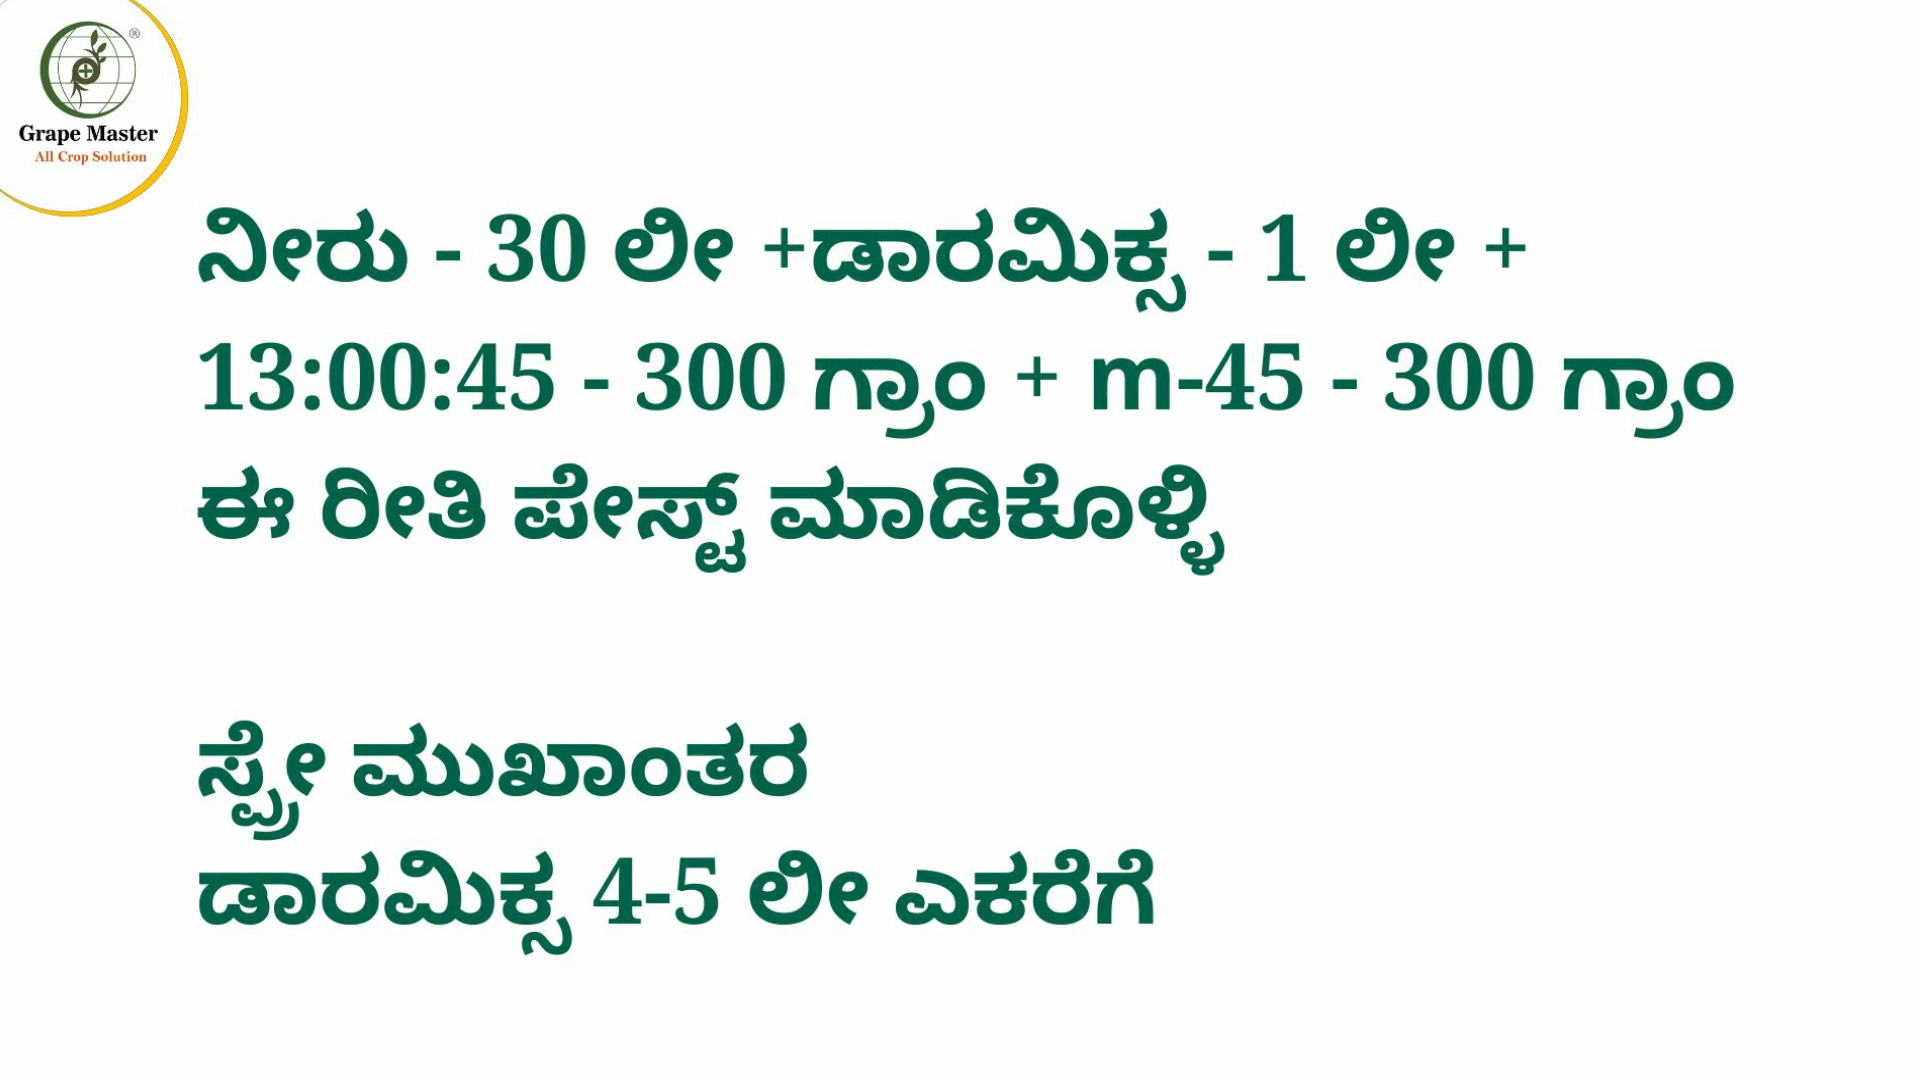 ®
Grape Master
All Crop Solution
ನೀರು - 30 ಲೀ +ಡಾರಮಿಕ್ಸ - 1 ಲೀ +
13:00:45 - 300 ಗ್ರಾಂ + m-45 - 300 ಗ್ರಾಂ
ಈ ರೀತಿ ಪೇಸ್ಟ್ ಮಾಡಿಕೊಳ್ಳಿ
ಸ್ಪ್ರೇ ಮುಖಾಂತರ
ಡಾರಮಿಕ್ಸ 4-5 ಲೀ ಎಕರೆಗೆ